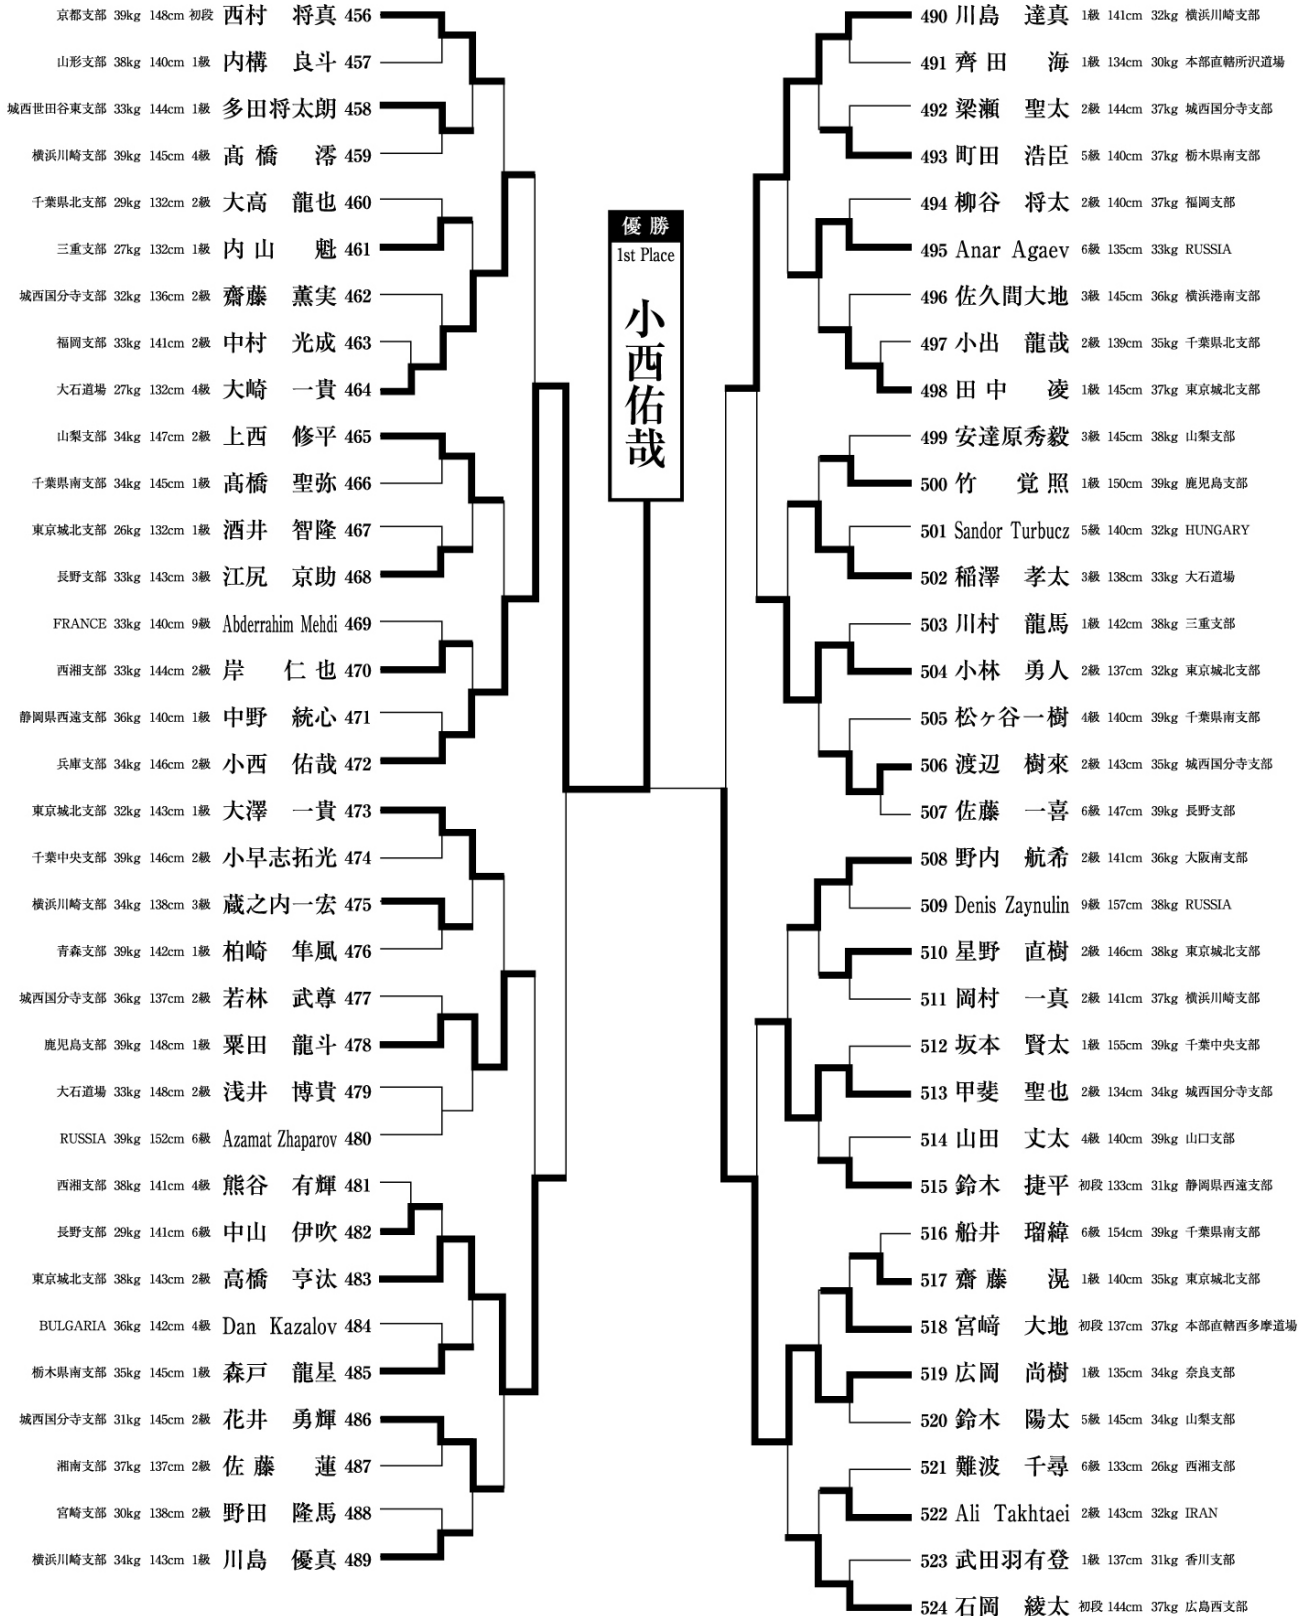 京都支部 39kg 148cm 初段 西村 将真 456
山形支部 38kg 140cm 1級 内構 良斗 457
城西世田谷東支部 33kg 144cm 1級 多田将太朗 458
横浜川崎支部 39kg 145cm 4級 髙橋 澪 459
千葉県北支部 29kg 132cm 2級 大高 龍也 460
三重支部 27kg 132cm 1級 内山 魁 461
城西国分寺支部 32kg 136cm 2級 齋藤 薫実 462
福岡支部 33kg 141cm 2級 中村 光成 463
大石道場 27kg 132cm 4級 大崎 一貴 464
山梨支部 34kg 147cm 2級 上西 修平 465
千葉県南支部 34kg 145cm 1級 髙橋 聖弥 466
東京城北支部 26kg 132cm 1級 酒井 智隆 467
長野支部 33kg 143cm 3級 江尻 京助 468
FRANCE 33kg 140cm 9級 Abderrahim Mehdi 469
西湘支部 33kg 144cm 2級 岸 仁也 470
静岡県西遠支部 36kg 140cm 1級 中野 統心 471
兵庫支部 34kg 146cm 2級 小西 佑哉 472
東京城北支部 32kg 143cm 1級 大澤 一貴 473
千葉中央支部 39kg 146cm 2級 小早志拓光 474
横浜川崎支部 34kg 138cm 3級 蔵之内一宏 475
青森支部 39kg 142cm 1級 柏崎 隼風 476
城西国分寺支部 36kg 137cm 2級 若林 武尊 477
鹿児島支部 39kg 148cm 1級 粟田 龍斗 478
大石道場 33kg 148cm 2級 浅井 博貴 479
RUSSIA 39kg 152cm 6級 Azamat Zhaparov 480
西湘支部 38kg 141cm 4級 熊谷 有輝 481
長野支部 29kg 141cm 6級 中山 伊吹 482
東京城北支部 38kg 143cm 2級 高橋 亨汰 483
BULGARIA 36kg 142cm 4級 Dan Kazalov 484
栃木県南支部 35kg 145cm 1級 森戸 龍星 485
城西国分寺支部 31kg 145cm 2級 花井 勇輝 486
湘南支部 37kg 137cm 2級 佐藤 蓮 487
宮崎支部 30kg 138cm 2級 野田 隆馬 488
横浜川崎支部 34kg 143cm 1級 川島 優真 489
優勝
1st Place
小西佑哉
490 川島 達真 1級 141cm 32kg 横浜川崎支部
491 齊田 海 1級 134cm 30kg 本部直轄所沢道場
492 梁瀬 聖太 2級 144cm 37kg 城西国分寺支部
493 町田 浩臣 5級 140cm 37kg 栃木県南支部
494 柳谷 将太 2級 140cm 37kg 福岡支部
495 Anar Agaev 6級 135cm 33kg RUSSIA
496 佐久間大地 3級 145cm 36kg 横浜港南支部
497 小出 龍哉 2級 139cm 35kg 千葉県北支部
498 田中 凌 1級 145cm 37kg 東京城北支部
499 安達原秀毅 3級 145cm 38kg 山梨支部
500 竹 覚照 1級 150cm 39kg 鹿児島支部
501 Sandor Turbucz 5級 140cm 32kg HUNGARY
502 稲澤 孝太 3級 138cm 33kg 大石道場
503 川村 龍馬 1級 142cm 38kg 三重支部
504 小林 勇人 2級 137cm 32kg 東京城北支部
505 松ヶ谷一樹 4級 140cm 39kg 千葉県南支部
506 渡辺 樹來 2級 143cm 35kg 城西国分寺支部
507 佐藤 一喜 6級 147cm 39kg 長野支部
508 野内 航希 2級 141cm 36kg 大阪南支部
509 Denis Zaynulin 9級 157cm 38kg RUSSIA
510 星野 直樹 2級 146cm 38kg 東京城北支部
511 岡村 一真 2級 141cm 37kg 横浜川崎支部
512 坂本 賢太 1級 155cm 39kg 千葉中央支部
513 甲斐 聖也 2級 134cm 34kg 城西国分寺支部
514 山田 丈太 4級 140cm 39kg 山口支部
515 鈴木 捷平 初段 133cm 31kg 静岡県西遠支部
516 船井 瑠緯 6級 154cm 39kg 千葉県南支部
517 齋藤 滉 1級 140cm 35kg 東京城北支部
518 宮﨑 大地 初段 137cm 37kg 本部直轄西多摩道場
519 広岡 尚樹 1級 135cm 34kg 奈良支部
520 鈴木 陽太 5級 145cm 34kg 山梨支部
521 難波 千尋 6級 133cm 26kg 西湘支部
522 Ali Takhtaei 2級 143cm 32kg IRAN
523 武田羽有登 1級 137cm 31kg 香川支部
524 石岡 綾太 初段 144cm 37kg 広島西支部